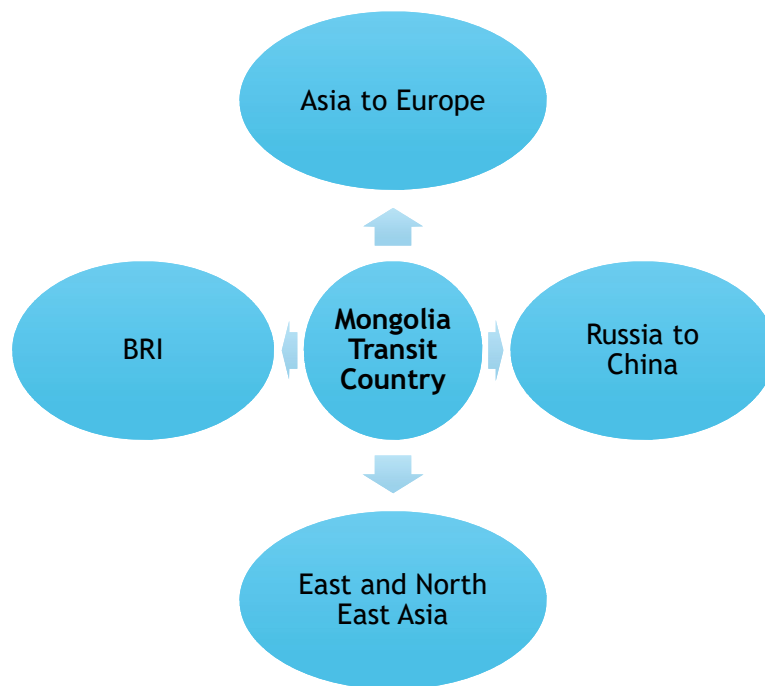 Asia to Europe
BRI
Mongolia
Transit
Country
Russia to
China
East and North
East Asia